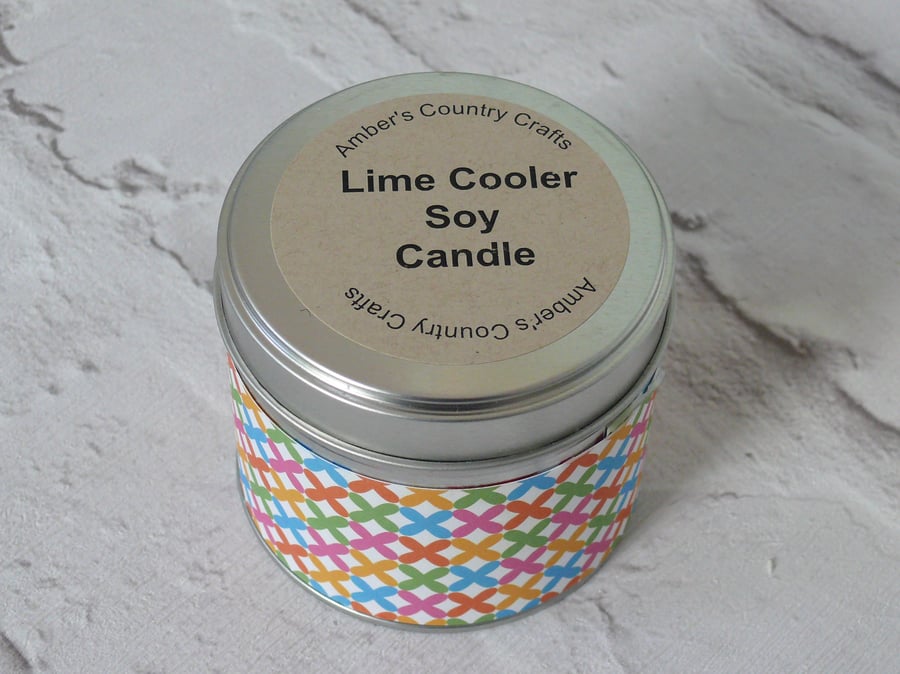 Amber's Country Crafts
Lime Cooler
Soy
Candle
Amber's Country Crafts